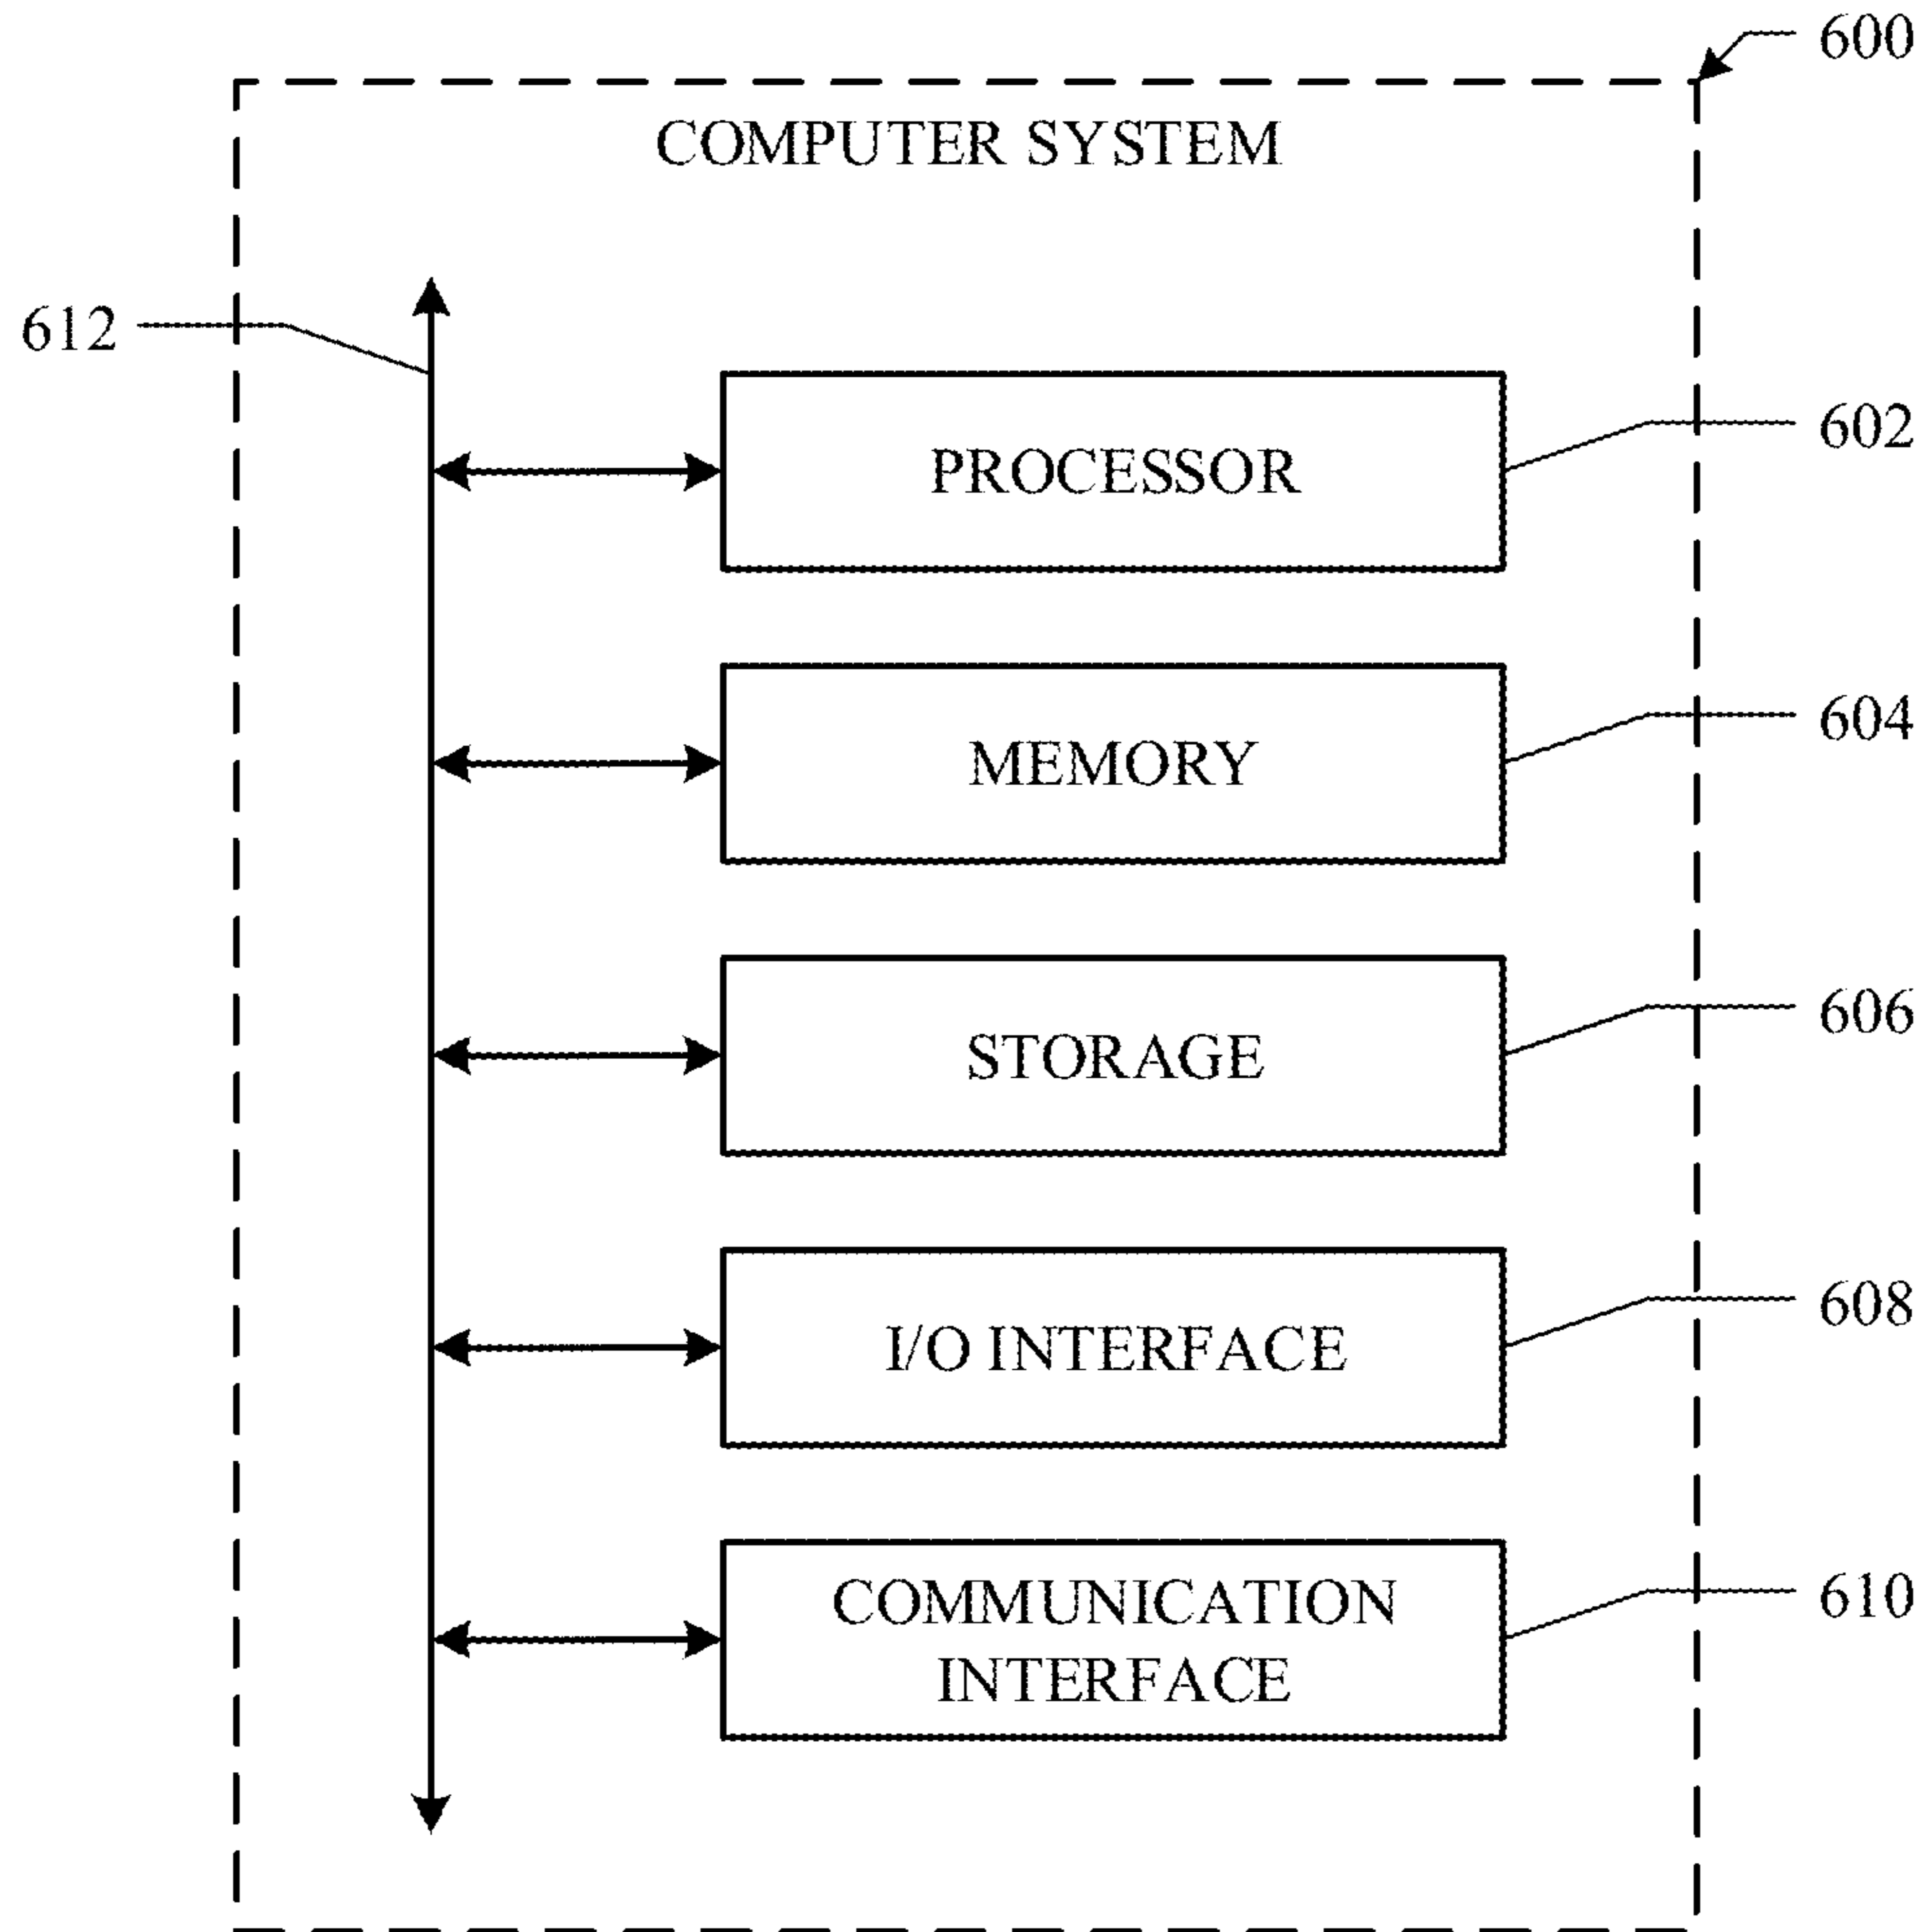 600
COMPUTER SYSTEM
612
602
PROCESSOR
604
MEMORY
606
STORAGE
608
I/O INTERFACE
610
COMMUNICATION
INTERFACE